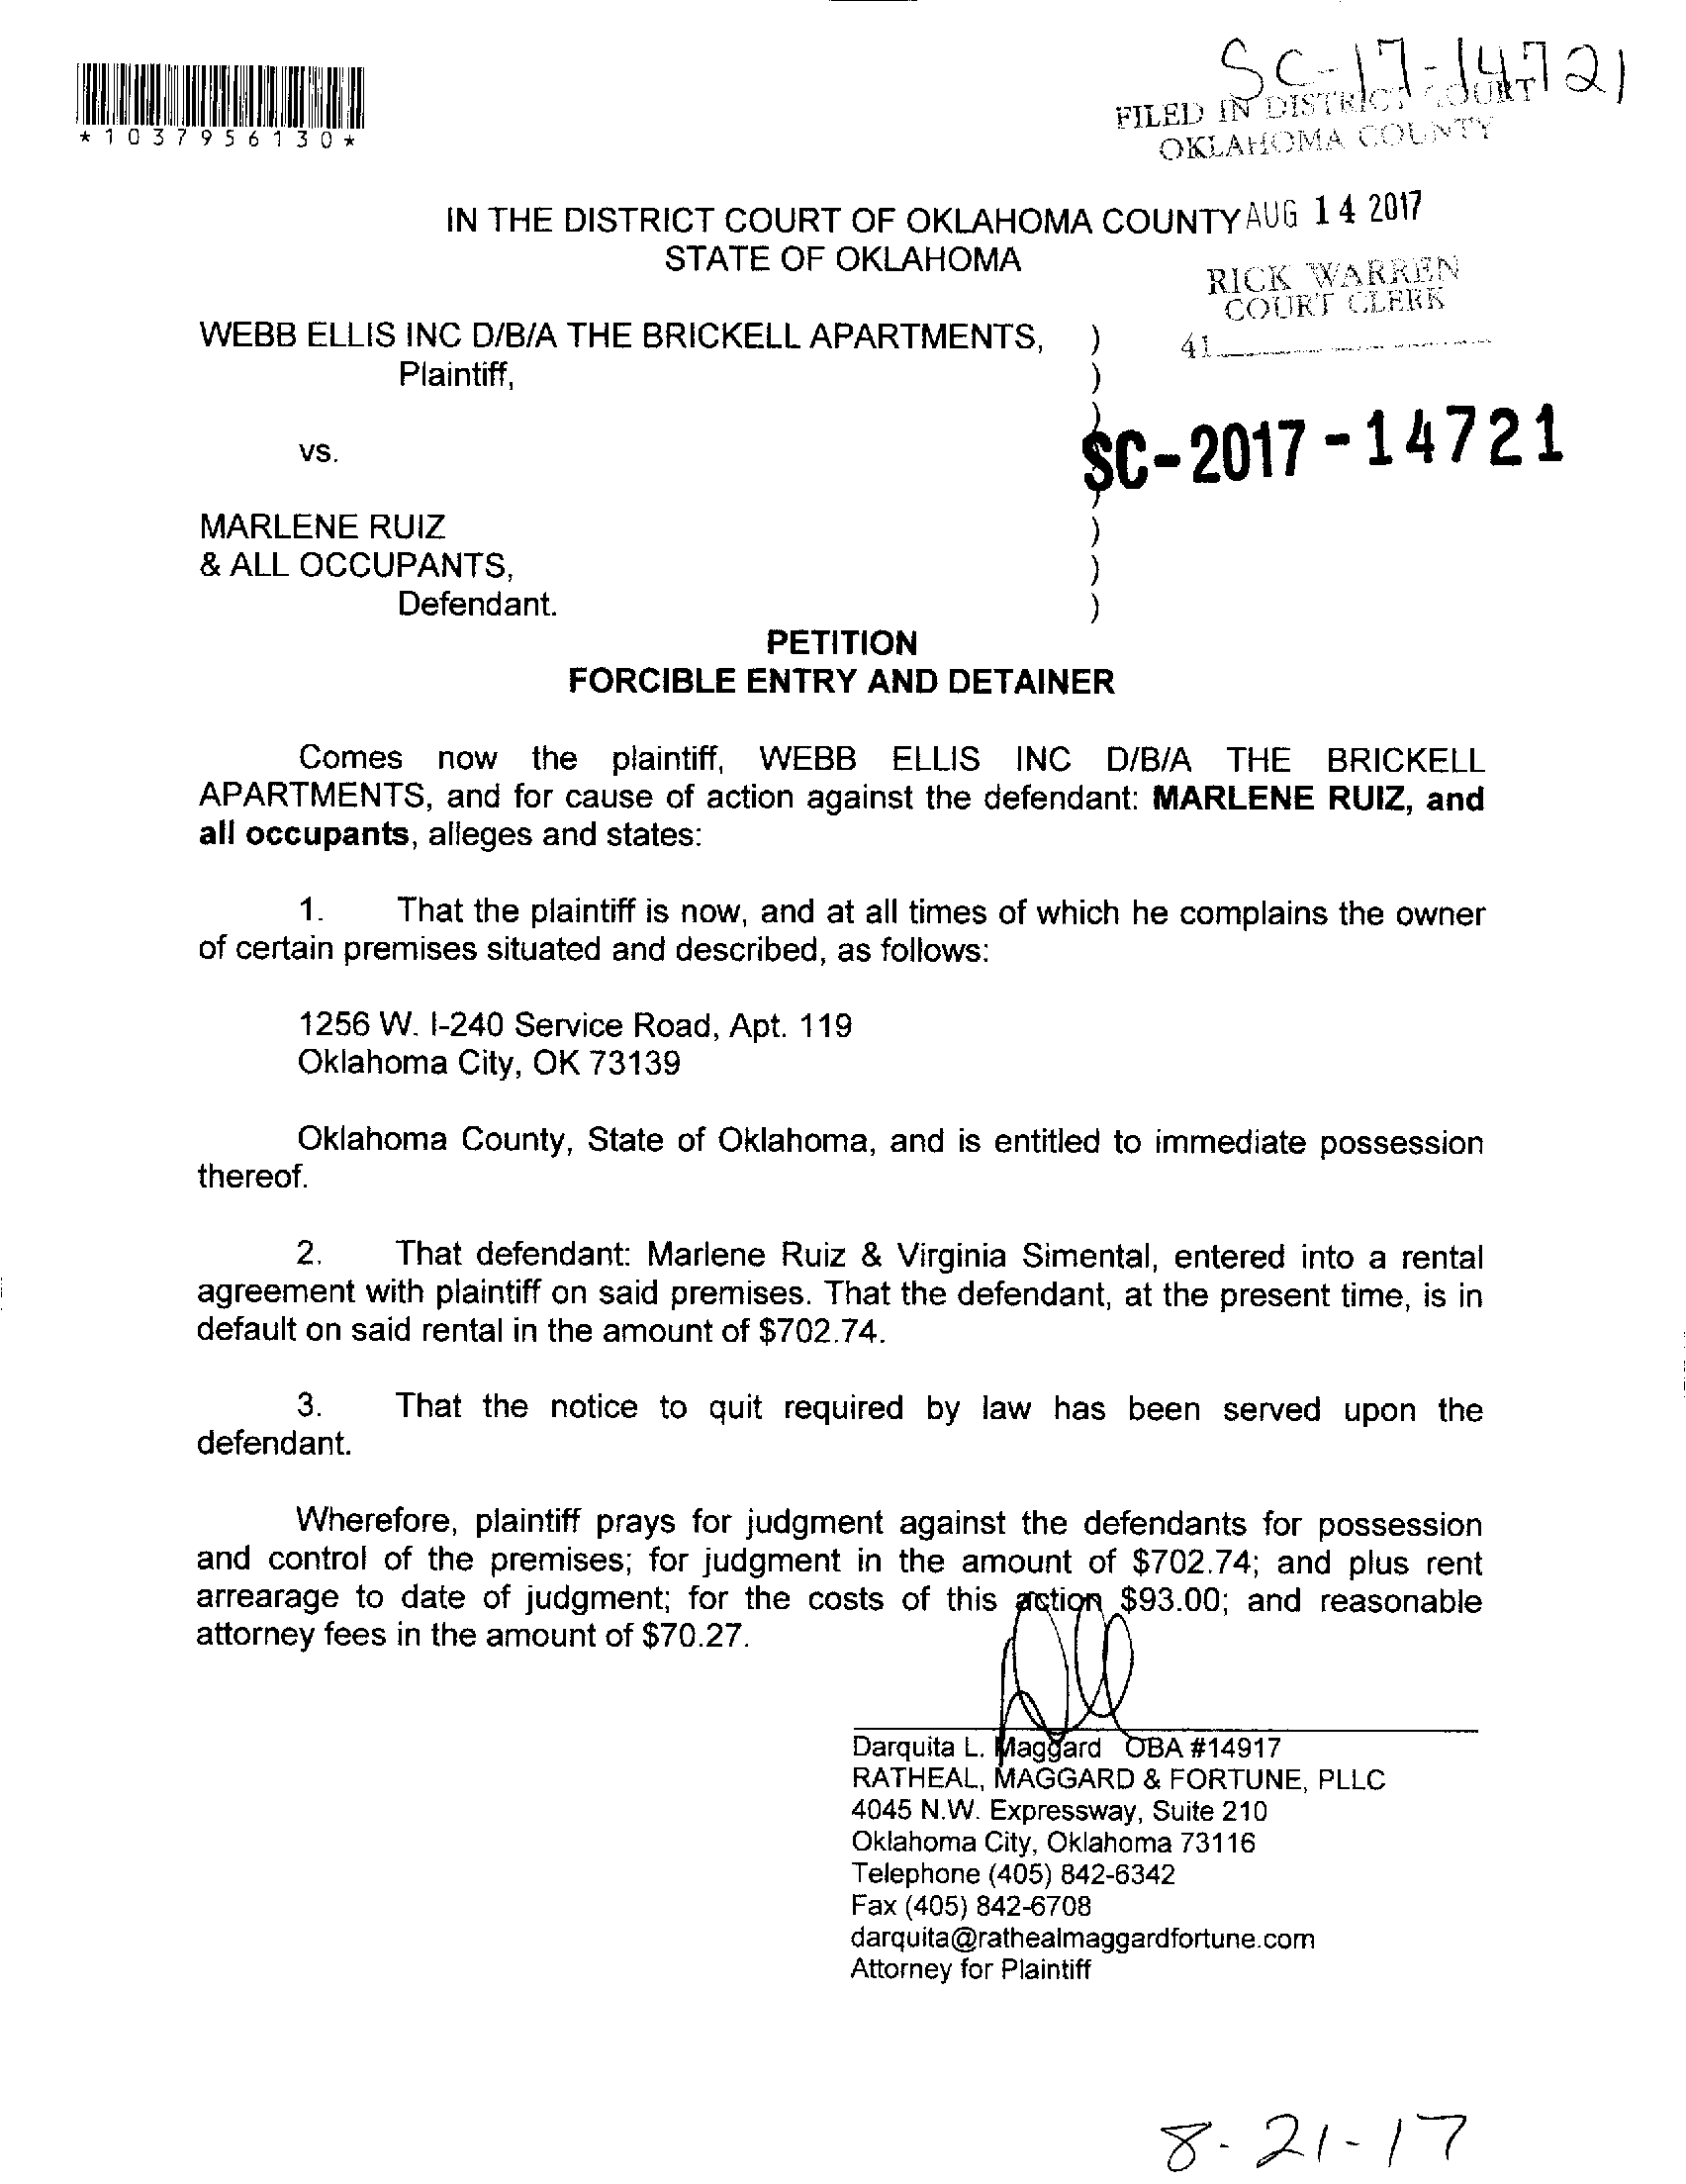 SC-17-14721
*1037956130*
FILED IN DISTRICT COURT
OKLAHOMA COUNTY
IN THE DISTRICT COURT OF OKLAHOMA COUNTY AUG 14 2017
STATE OF OKLAHOMA
RICK WARREN
COURT CLERK
WEBB ELLIS INC D/B/A THE BRICKELL APARTMENTS, )
41
Plaintiff, )
)
vs. SC-2017-14721
)
MARLENE RUIZ )
& ALL OCCUPANTS, )
Defendant. )
PETITION
FORCIBLE ENTRY AND DETAINER
Comes now the plaintiff, WEBB ELLIS INC D/B/A THE BRICKELL
APARTMENTS, and for cause of action against the defendant: MARLENE RUIZ, and
all occupants, alleges and states:
1. That the plaintiff is now, and at all times of which he complains the owner
of certain premises situated and described, as follows:
1256 W. I-240 Service Road, Apt. 119
Oklahoma City, OK 73139
Oklahoma County, State of Oklahoma, and is entitled to immediate possession
thereof.
2. That defendant: Marlene Ruiz & Virginia Simental, entered into a rental
agreement with plaintiff on said premises. That the defendant, at the present time, is in
default on said rental in the amount of $702.74.
3. That the notice to quit required by law has been served upon the
defendant.
Wherefore, plaintiff prays for judgment against the defendants for possession
and control of the premises; for judgment in the amount of $702.74; and plus rent
arrearage to date of judgment; for the costs of this action $93.00; and reasonable
attorney fees in the amount of $70.27.
Darquita L. Maggard OBA #14917
RATHEAL, MAGGARD & FORTUNE, PLLC
4045 N.W. Expressway, Suite 210
Oklahoma City, Oklahoma 73116
Telephone (405) 842-6342
Fax (405) 842-6708
darquita@rathealmaggardfortune.com
Attorney for Plaintiff
8-21-17